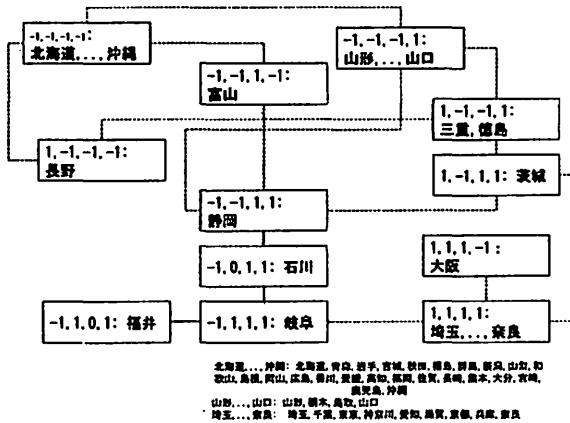 -1,-1,-1,-1:
北海道,..., 沖縄
-1,-1,-1,1:
山形,..., 山口
-1,-1,1,-1:
富山
1,-1,-1,1:
三重, 徳島
1,-1,-1,-1:
長野
1,-1,1,1: 茨城
-1,-1,1,1:
静岡
-1,0,1,1: 石川
1,1,1,-1:
大阪
-1,1,0,1: 福井
-1,1,1,1: 岐阜
1,1,1,1:
埼玉,..., 奈良
北海道,..., 沖縄: 北海道, 青森, 岩手, 宮城, 秋田, 福島, 群馬, 新潟, 山梨, 和
歌山, 島根, 岡山, 広島, 香川, 愛媛, 高知, 福岡, 佐賀, 長崎, 熊本, 大分, 宮崎,
鹿児島, 沖縄
山形,..., 山口: 山形, 栃木, 鳥取, 山口
埼玉,..., 奈良: 埼玉, 千葉, 東京, 神奈川, 愛知, 滋賀, 京都, 兵庫, 奈良